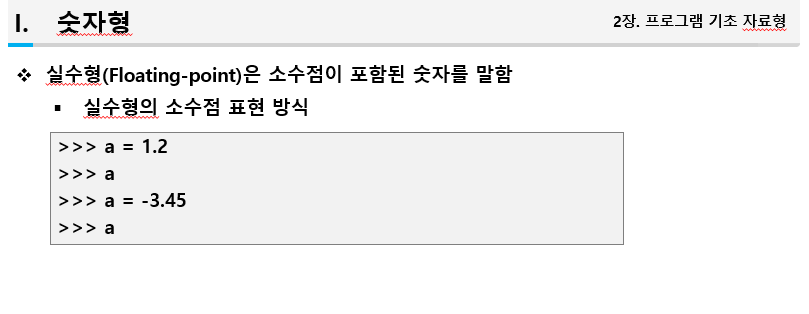 I. 숫자형
2장. 프로그램 기초 자료형
❖ 실수형(Floating-point)은 소수점이 포함된 숫자를 말함
▪ 실수형의 소수점 표현 방식
>>> a = 1.2
>>> a
>>> a = -3.45
>>> a